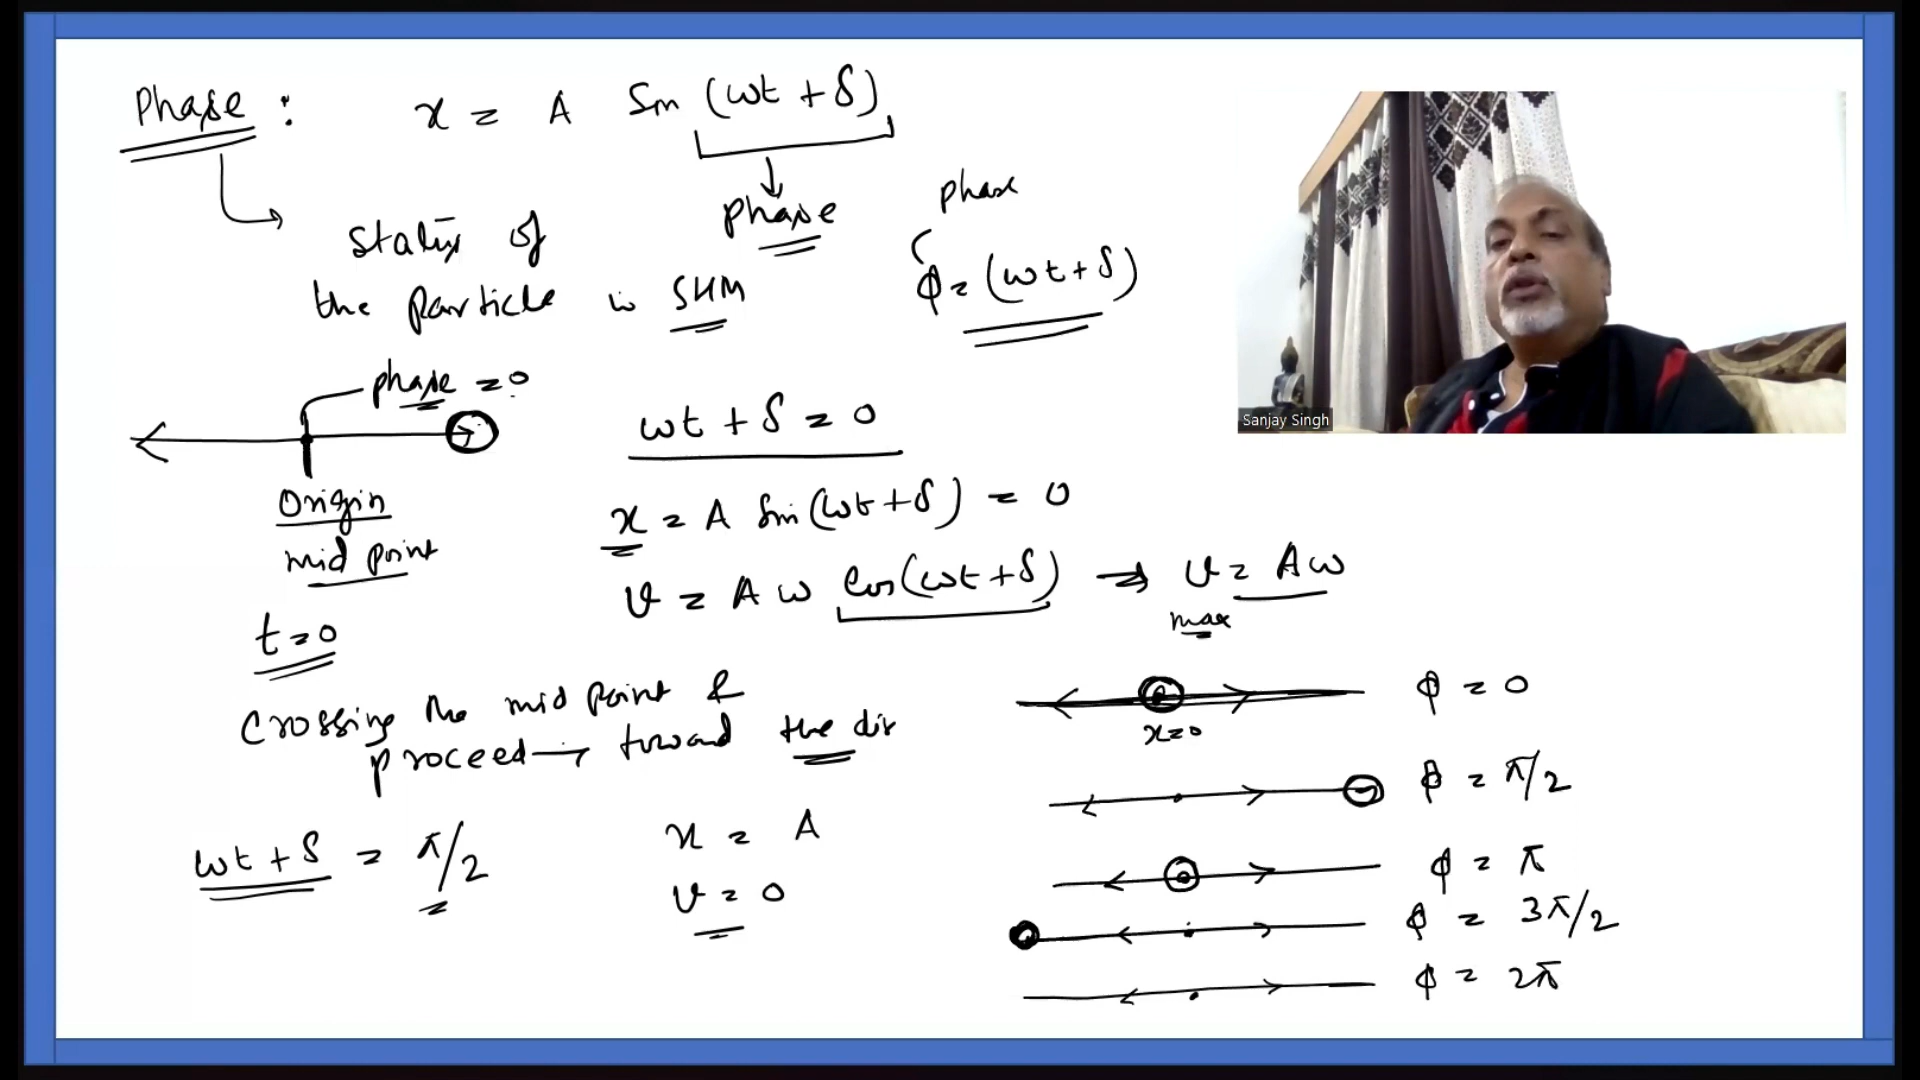 Phase : x = A Sin (ωt + δ)
phase
phase
Status of
the particle in SHM
ϕ = (ωt + δ)
phase = 0
ωt + δ = 0
Origin
mid point
x = A Sin (ωt + δ) = 0
v = A ω Cos (ωt + δ) → v = A ω
max
t = 0
Crossing the mid point &
proceed → toward the dir
ϕ = 0
x = 0
ϕ = π/2
ωt + δ = π/2
x = A
v = 0
ϕ = π
ϕ = 3π/2
ϕ = 2π
Sanjay Singh